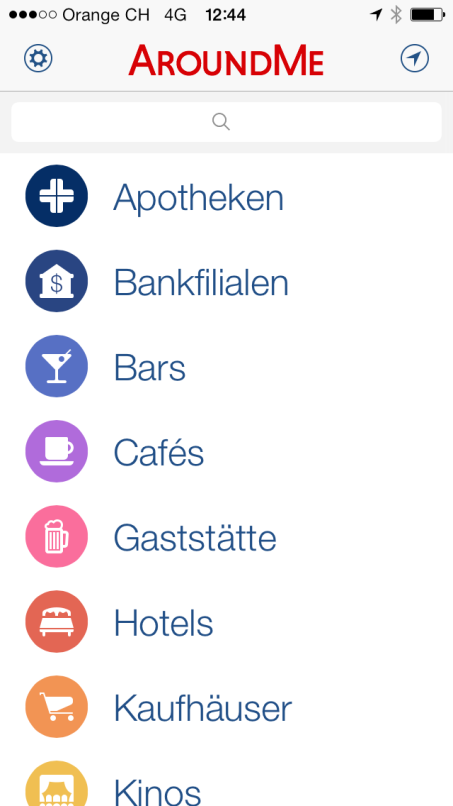 Orange CH 4G 12:44
AROUNDME
Apotheken
Bankfilialen
Bars
Cafés
Gaststätte
Hotels
Kaufhäuser
Kinos